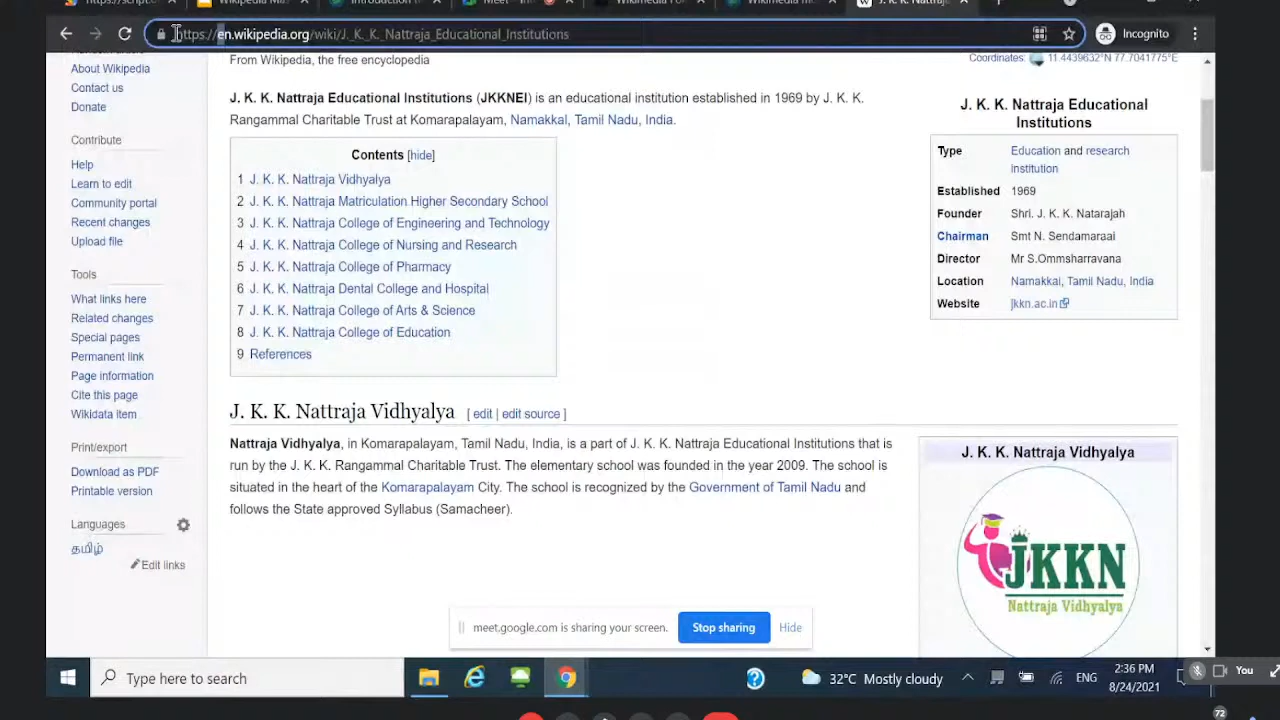 https://script
Wikipedia Ma
Introduction t
Meet -
Wikipedia Fo
Wikimedia m
J. K. K. Nattraj
https://en.wikipedia.org/wiki/J._K._K._Nattraja_Educational_Institutions
Incognito
About Wikipedia
Contact us
Donate
Contribute
Help
Learn to edit
Community portal
Recent changes
Upload file
Tools
What links here
Related changes
Special pages
Permanent link
Page information
Cite this page
Wikidata item
Print/export
Download as PDF
Printable version
Languages
தமிழ்
Edit links
From Wikipedia, the free encyclopedia
Coordinates: 11.4439632°N 77.7041775°E
J. K. K. Nattraja Educational Institutions (JKKNEI) is an educational institution established in 1969 by J. K. K.
Rangammal Charitable Trust at Komarapalayam, Namakkal, Tamil Nadu, India.
Contents [hide]
1 J. K. K. Nattraja Vidhyalya
2 J. K. K. Nattraja Matriculation Higher Secondary School
3 J. K. K. Nattraja College of Engineering and Technology
4 J. K. K. Nattraja College of Nursing and Research
5 J. K. K. Nattraja College of Pharmacy
6 J. K. K. Nattraja Dental College and Hospital
7 J. K. K. Nattraja College of Arts & Science
8 J. K. K. Nattraja College of Education
9 References
J. K. K. Nattraja Educational
Institutions
Type Education and research
institution
Established 1969
Founder Shri. J. K. K. Natarajah
Chairman Smt N. Sendamaraai
Director Mr S.Ommsharravana
Location Namakkal, Tamil Nadu, India
Website jkkn.ac.in
J. K. K. Nattraja Vidhyalya [ edit | edit source ]
Nattraja Vidhyalya, in Komarapalayam, Tamil Nadu, India, is a part of J. K. K. Nattraja Educational Institutions that is
run by the J. K. K. Rangammal Charitable Trust. The elementary school was founded in the year 2009. The school is
situated in the heart of the Komarapalayam City. The school is recognized by the Government of Tamil Nadu and
follows the State approved Syllabus (Samacheer).
J. K. K. Nattraja Vidhyalya
JKKN
Nattraja Vidhyalya
meet.google.com is sharing your screen. Stop sharing Hide
Type here to search
32°C Mostly cloudy
ENG
2:36 PM
8/24/2021
You
72